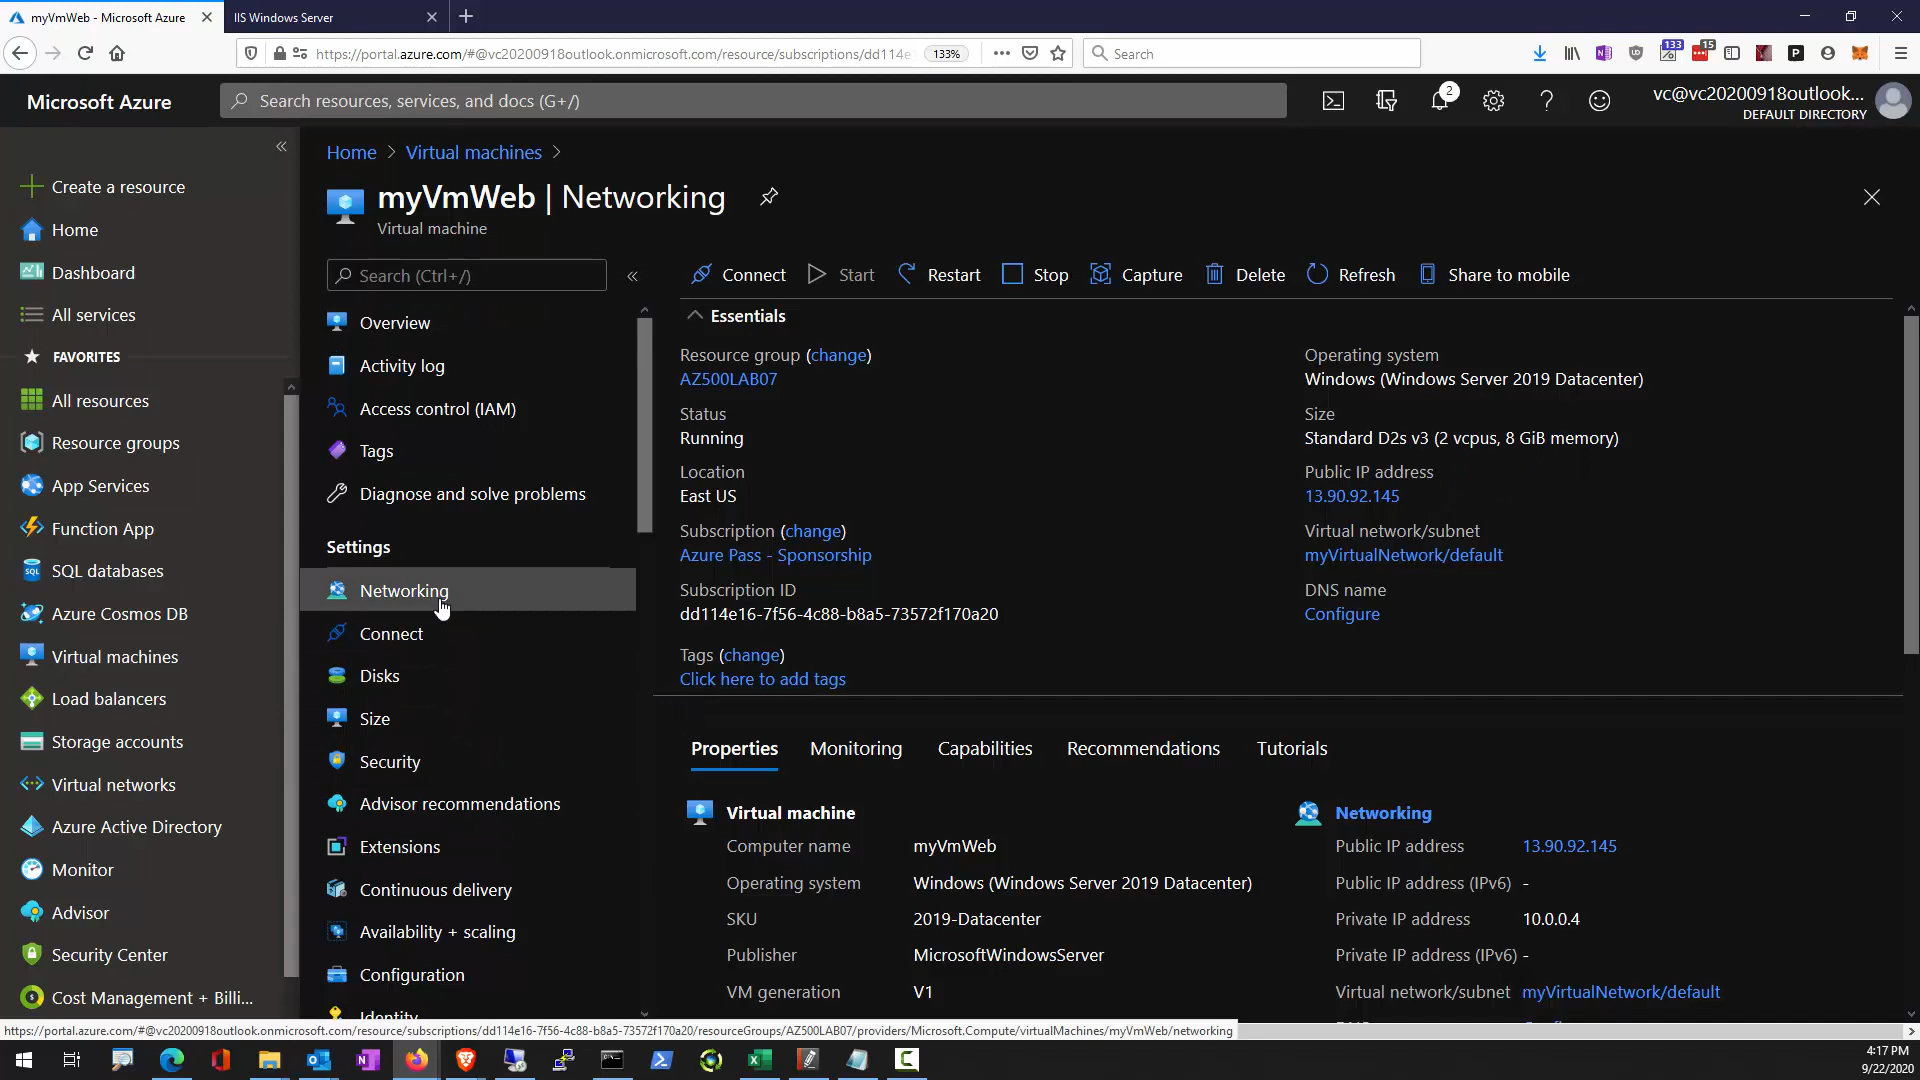 myVmWeb - Microsoft Azure
IIS Windows Server
https://portal.azure.com/#@vc20200918outlook.onmicrosoft.com/resource/subscriptions/dd114e
133%
Search
133
15
Microsoft Azure
Search resources, services, and docs (G+/)
2
vc@vc20200918outlook...
DEFAULT DIRECTORY
Create a resource
Home
Dashboard
All services
FAVORITES
All resources
Resource groups
App Services
Function App
SQL databases
Azure Cosmos DB
Virtual machines
Load balancers
Storage accounts
Virtual networks
Azure Active Directory
Monitor
Advisor
Security Center
Cost Management + Billi...
Home > Virtual machines >
myVmWeb | Networking
Virtual machine
Search (Ctrl+/)
Overview
Activity log
Access control (IAM)
Tags
Diagnose and solve problems
Settings
Networking
Connect
Disks
Size
Security
Advisor recommendations
Extensions
Continuous delivery
Availability + scaling
Configuration
Identity
Connect Start Restart Stop Capture Delete Refresh Share to mobile
Essentials
Resource group (change)
AZ500LAB07
Status
Running
Location
East US
Subscription (change)
Azure Pass - Sponsorship
Subscription ID
dd114e16-7f56-4c88-b8a5-73572f170a20
Tags (change)
Click here to add tags
Operating system
Windows (Windows Server 2019 Datacenter)
Size
Standard D2s v3 (2 vcpus, 8 GiB memory)
Public IP address
13.90.92.145
Virtual network/subnet
myVirtualNetwork/default
DNS name
Configure
Properties Monitoring Capabilities Recommendations Tutorials
Virtual machine
Computer name myVmWeb
Operating system Windows (Windows Server 2019 Datacenter)
SKU 2019-Datacenter
Publisher MicrosoftWindowsServer
VM generation V1
Networking
Public IP address 13.90.92.145
Public IP address (IPv6) -
Private IP address 10.0.0.4
Private IP address (IPv6) -
Virtual network/subnet myVirtualNetwork/default
https://portal.azure.com/#@vc20200918outlook.onmicrosoft.com/resource/subscriptions/dd114e16-7f56-4c88-b8a5-73572f170a20/resourceGroups/AZ500LAB07/providers/Microsoft.Compute/virtualMachines/myVmWeb/networking
4:17 PM
9/22/2020